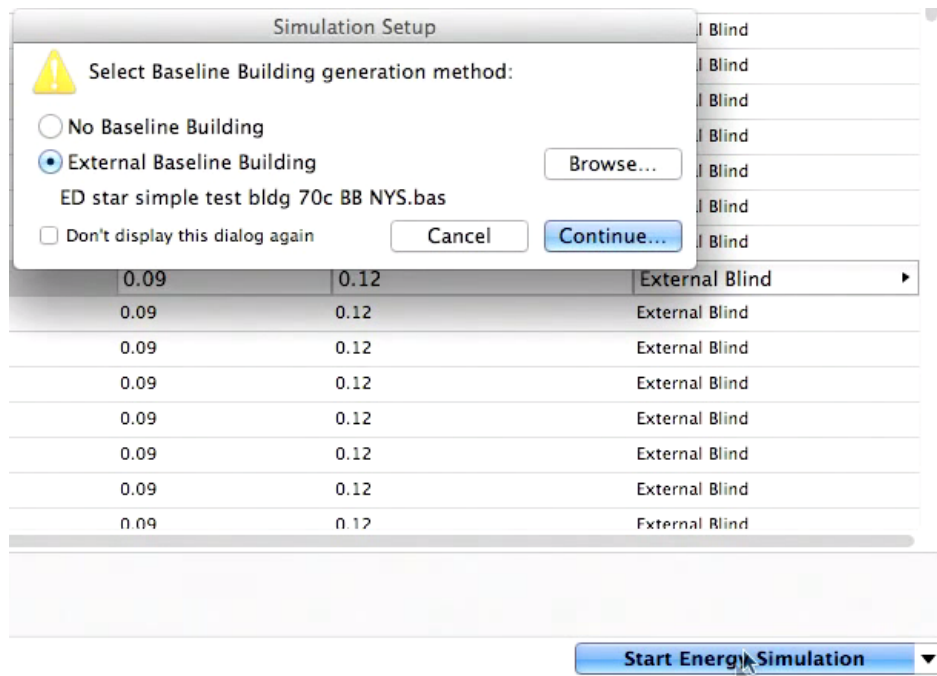 Simulation Setup
Select Baseline Building generation method:
No Baseline Building
External Baseline Building
Browse...
ED star simple test bldg 70c BB NYS.bas
Don't display this dialog again
Cancel
Continue...
l Blind
l Blind
l Blind
l Blind
l Blind
l Blind
l Blind
0.09 0.12 External Blind
0.09 0.12 External Blind
0.09 0.12 External Blind
0.09 0.12 External Blind
0.09 0.12 External Blind
0.09 0.12 External Blind
0.09 0.12 External Blind
0.09 0.12 External Blind
Start Energy Simulation